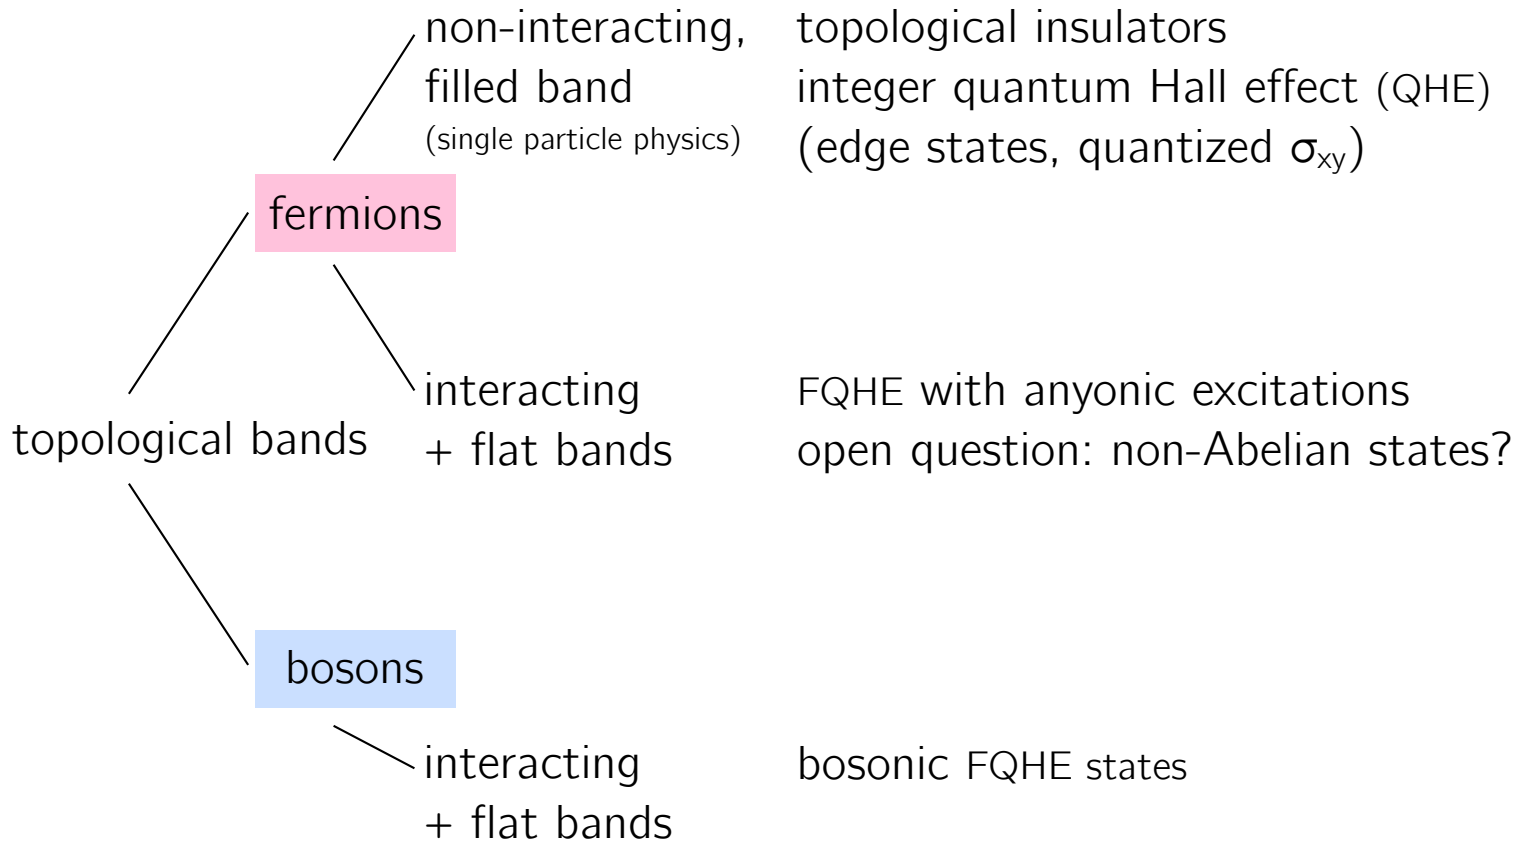 non-interacting, topological insulators
filled band integer quantum Hall effect (QHE)
(single particle physics) (edge states, quantized σxy)
fermions
interacting FQHE with anyonic excitations
topological bands
+ flat bands open question: non-Abelian states?
bosons
interacting bosonic FQHE states
+ flat bands